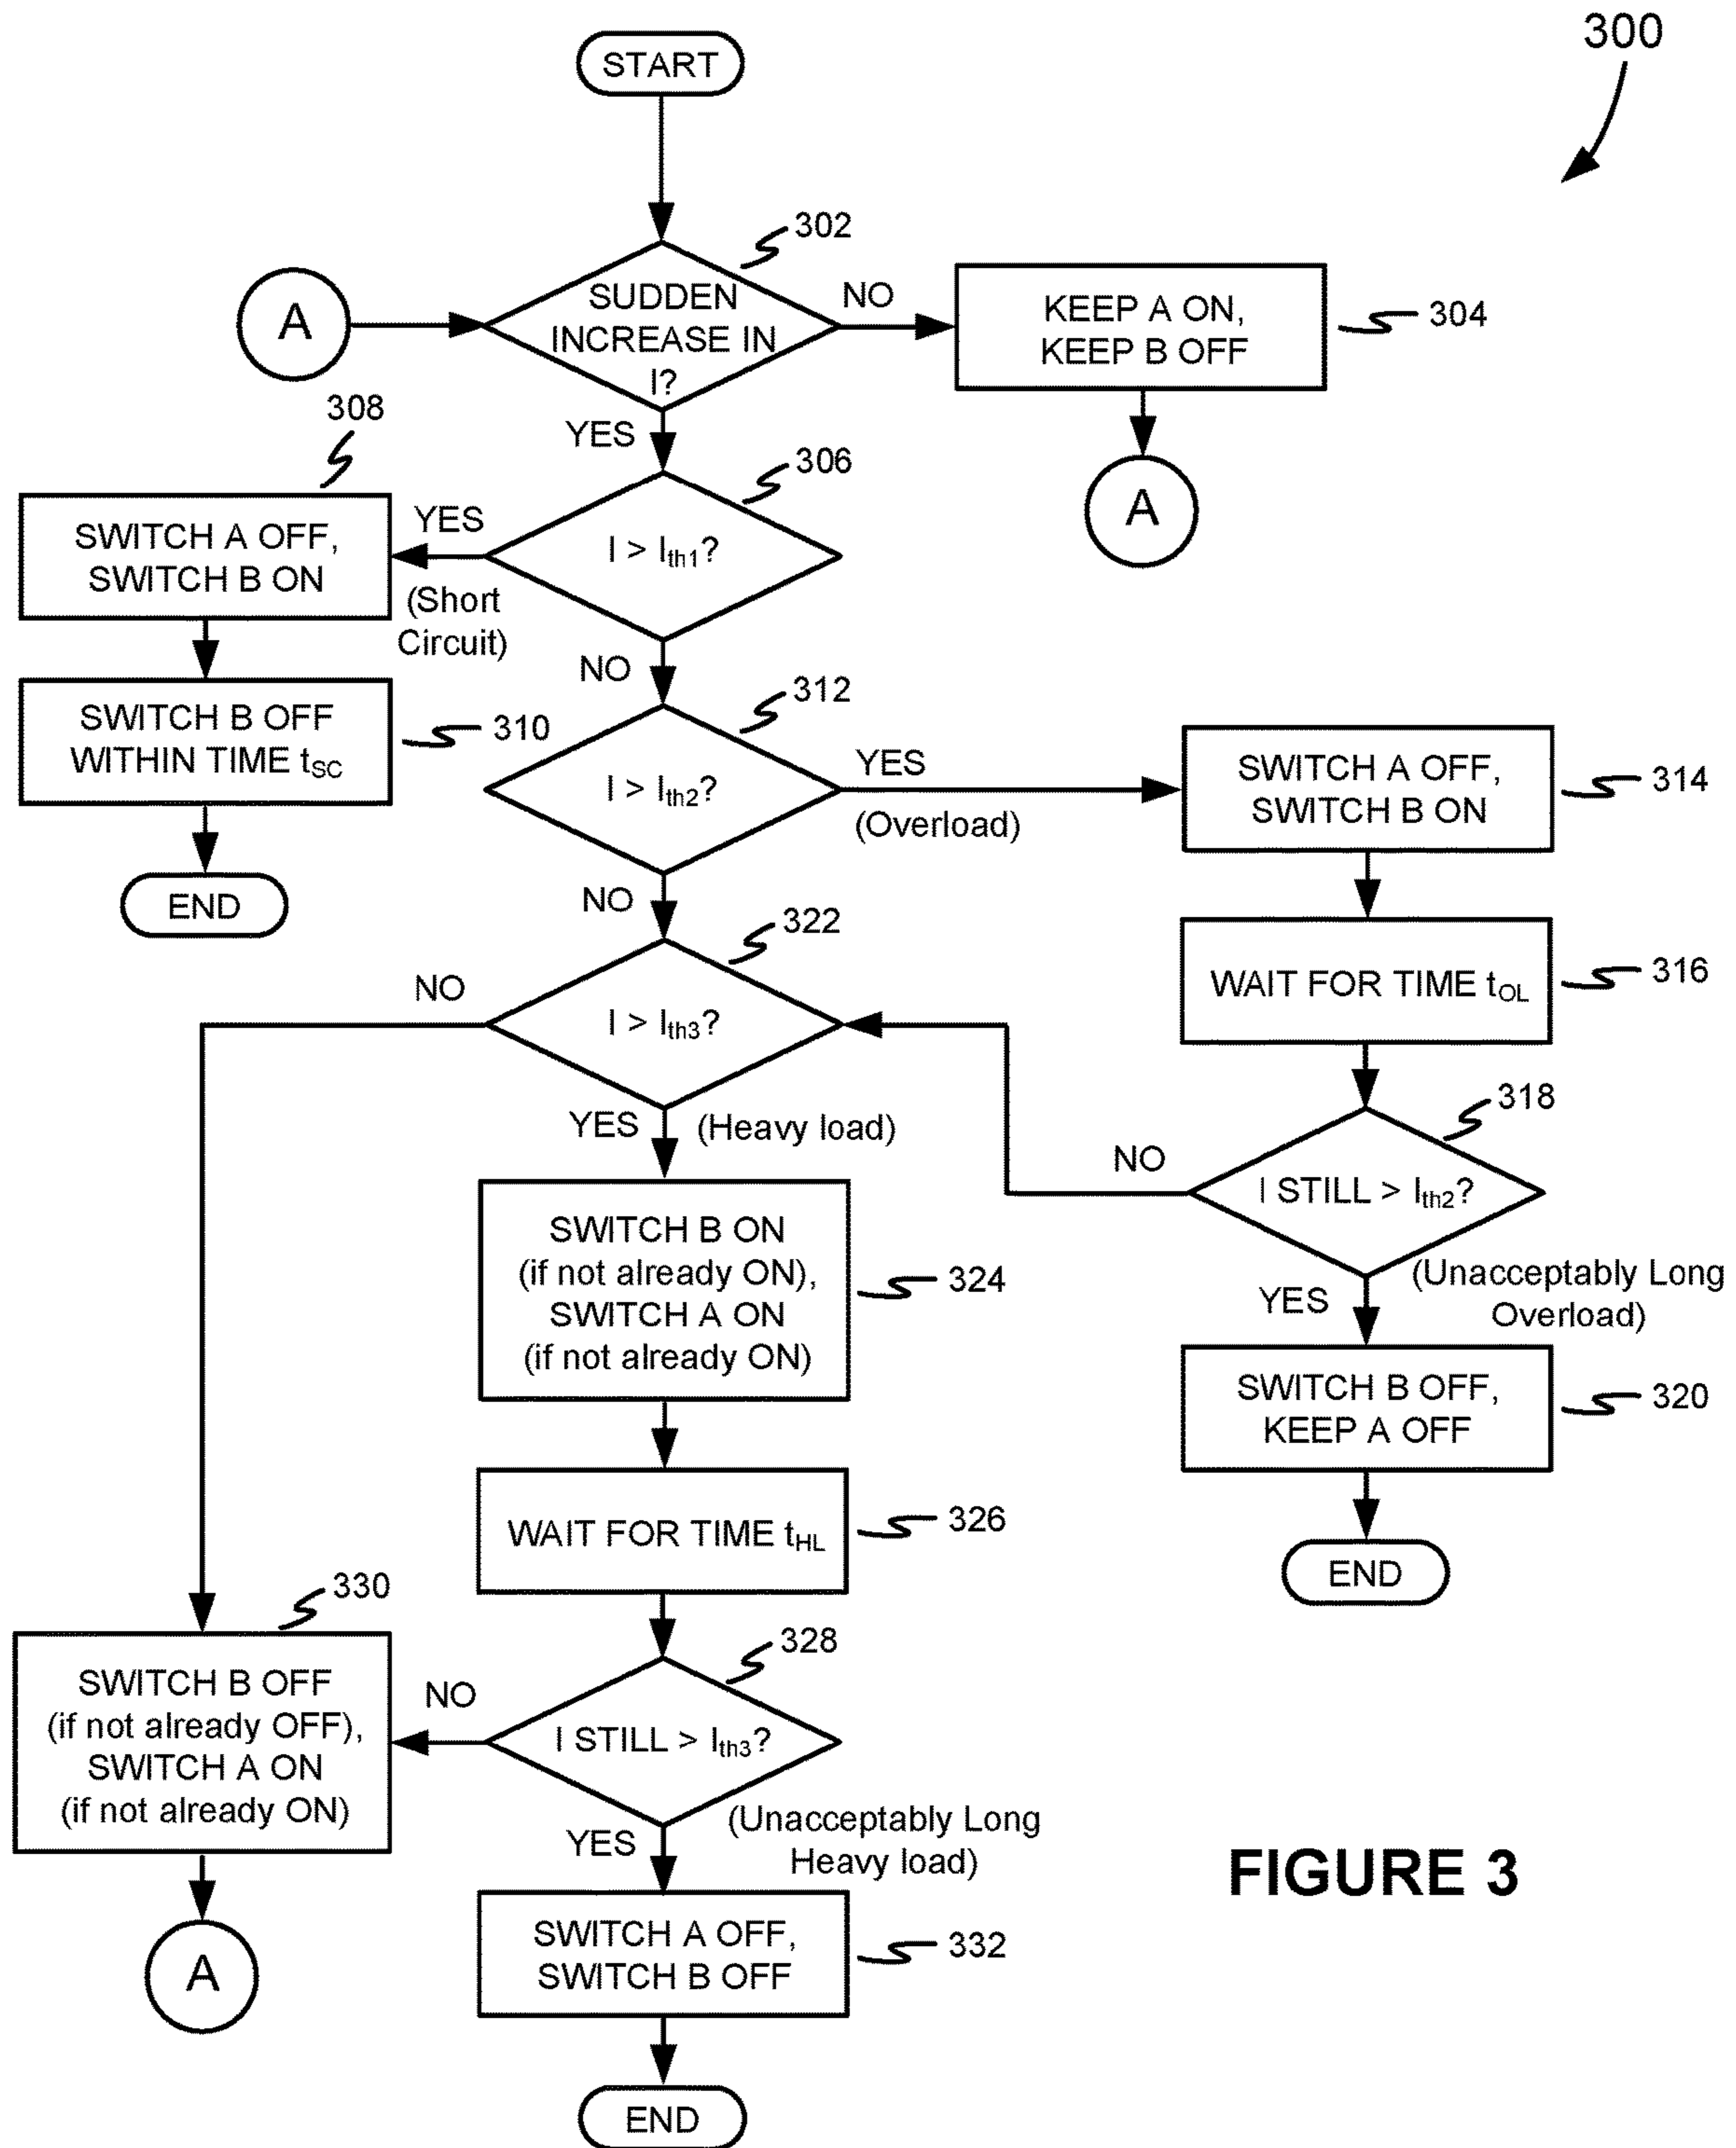 300
START
302
A
SUDDEN
INCREASE IN
I?
NO
KEEP A ON,
KEEP B OFF
304
308
YES
306
A
SWITCH A OFF,
SWITCH B ON
YES
(Short
Circuit)
I > Ith1?
NO
312
SWITCH B OFF
WITHIN TIME tSC
310
I > Ith2?
YES
(Overload)
SWITCH A OFF,
SWITCH B ON
314
END
NO
322
WAIT FOR TIME tOL
316
NO
I > Ith3?
318
YES
(Heavy load)
NO
I STILL > Ith2?
SWITCH B ON
(if not already ON),
SWITCH A ON
(if not already ON)
324
YES
(Unacceptably Long
Overload)
SWITCH B OFF,
KEEP A OFF
320
WAIT FOR TIME tHL
326
END
330
328
SWITCH B OFF
(if not already OFF),
SWITCH A ON
(if not already ON)
NO
I STILL > Ith3?
YES
(Unacceptably Long
Heavy load)
FIGURE 3
A
SWITCH A OFF,
SWITCH B OFF
332
END